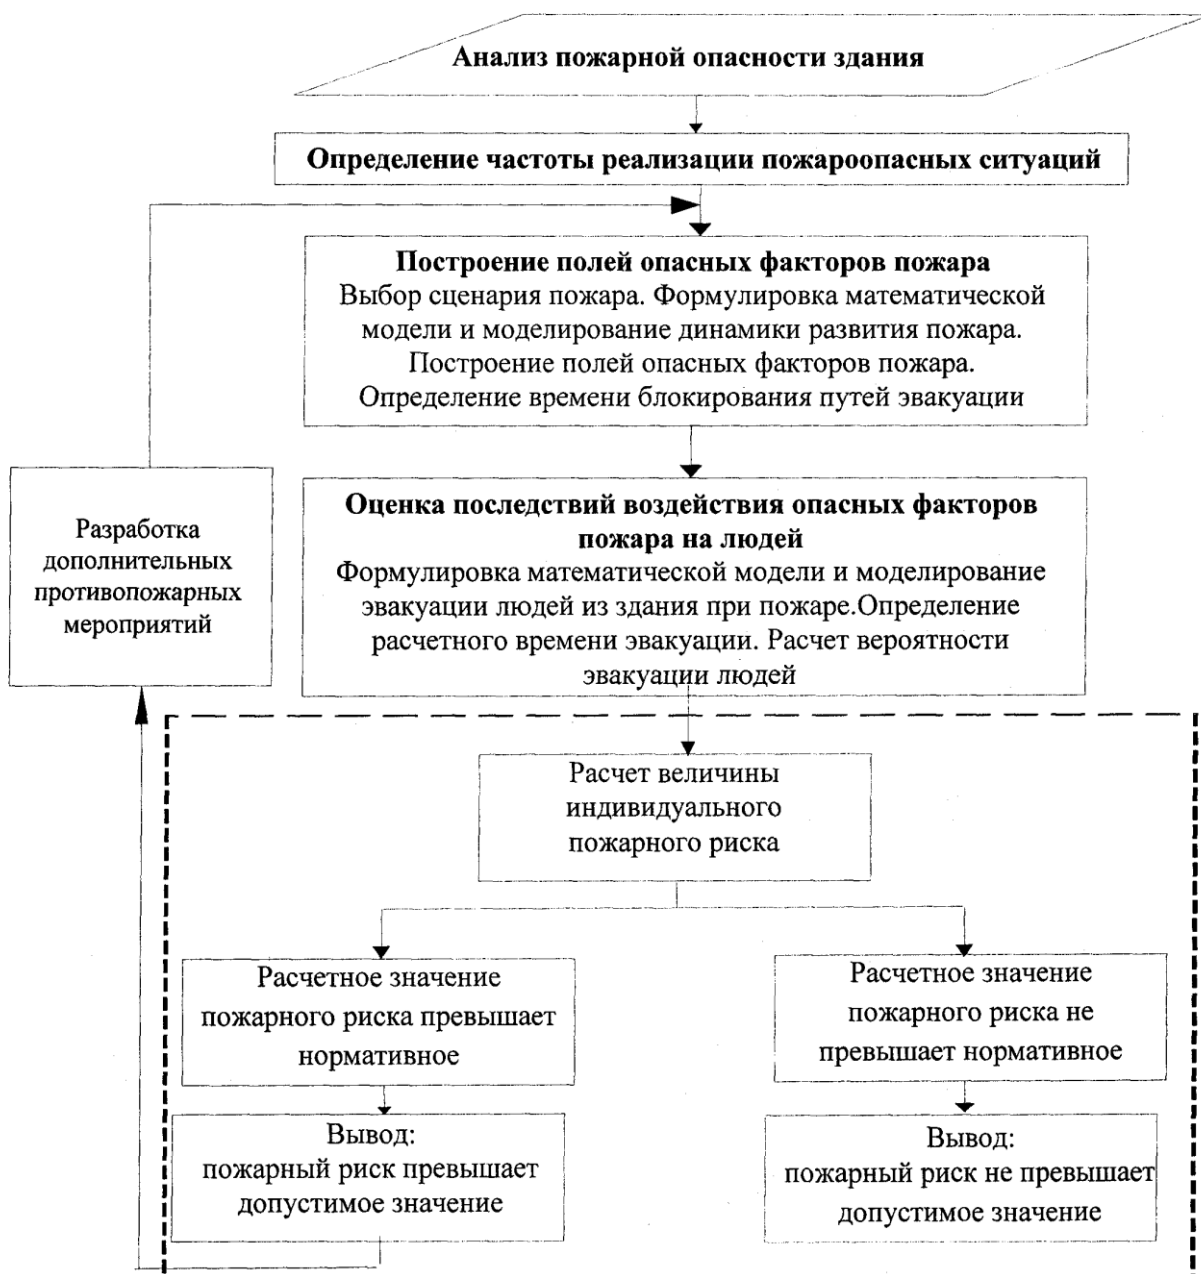 Анализ пожарной опасности здания
Определение частоты реализации пожароопасных ситуаций
Построение полей опасных факторов пожара
Выбор сценария пожара. Формулировка математической
модели и моделирование динамики развития пожара.
Построение полей опасных факторов пожара.
Определение времени блокирования путей эвакуации
Оценка последствий воздействия опасных факторов
пожара на людей
Формулировка математической модели и моделирование
эвакуации людей из здания при пожаре.Определение
расчетного времени эвакуации. Расчет вероятности
эвакуации людей
Разработка
дополнительных
противопожарных
мероприятий
Расчет величины
индивидуального
пожарного риска
Расчетное значение
пожарного риска превышает
нормативное
Расчетное значение
пожарного риска не
превышает нормативное
Вывод:
пожарный риск превышает
допустимое значение
Вывод:
пожарный риск не превышает
допустимое значение